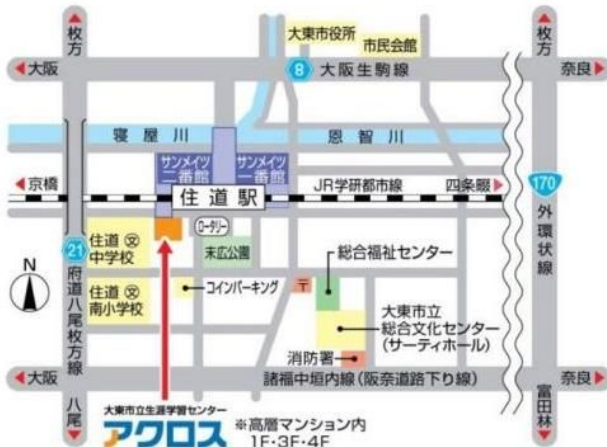 枚方
枚方
大東市役所
市民会館
大阪
8
大阪生駒線
奈良
寝屋川
恩智川
サンメイツ
二番館
サンメイツ
一番館
京橋
住道駅
JR学研都市線
四条畷
170
外環状線
住道㊛
中学校
ロータリー
末広公園
総合福祉センター
21
府道八尾枚方線
N
住道㊛
南小学校
コインパーキング
〒
大東市立
総合文化センター
(サーティホール)
消防署
大阪
諸福中垣内線(阪奈道路下り線)
奈良
八尾
富田林
大東市立生涯学習センター
アクロス
※高層マンション内
1F・3F・4F